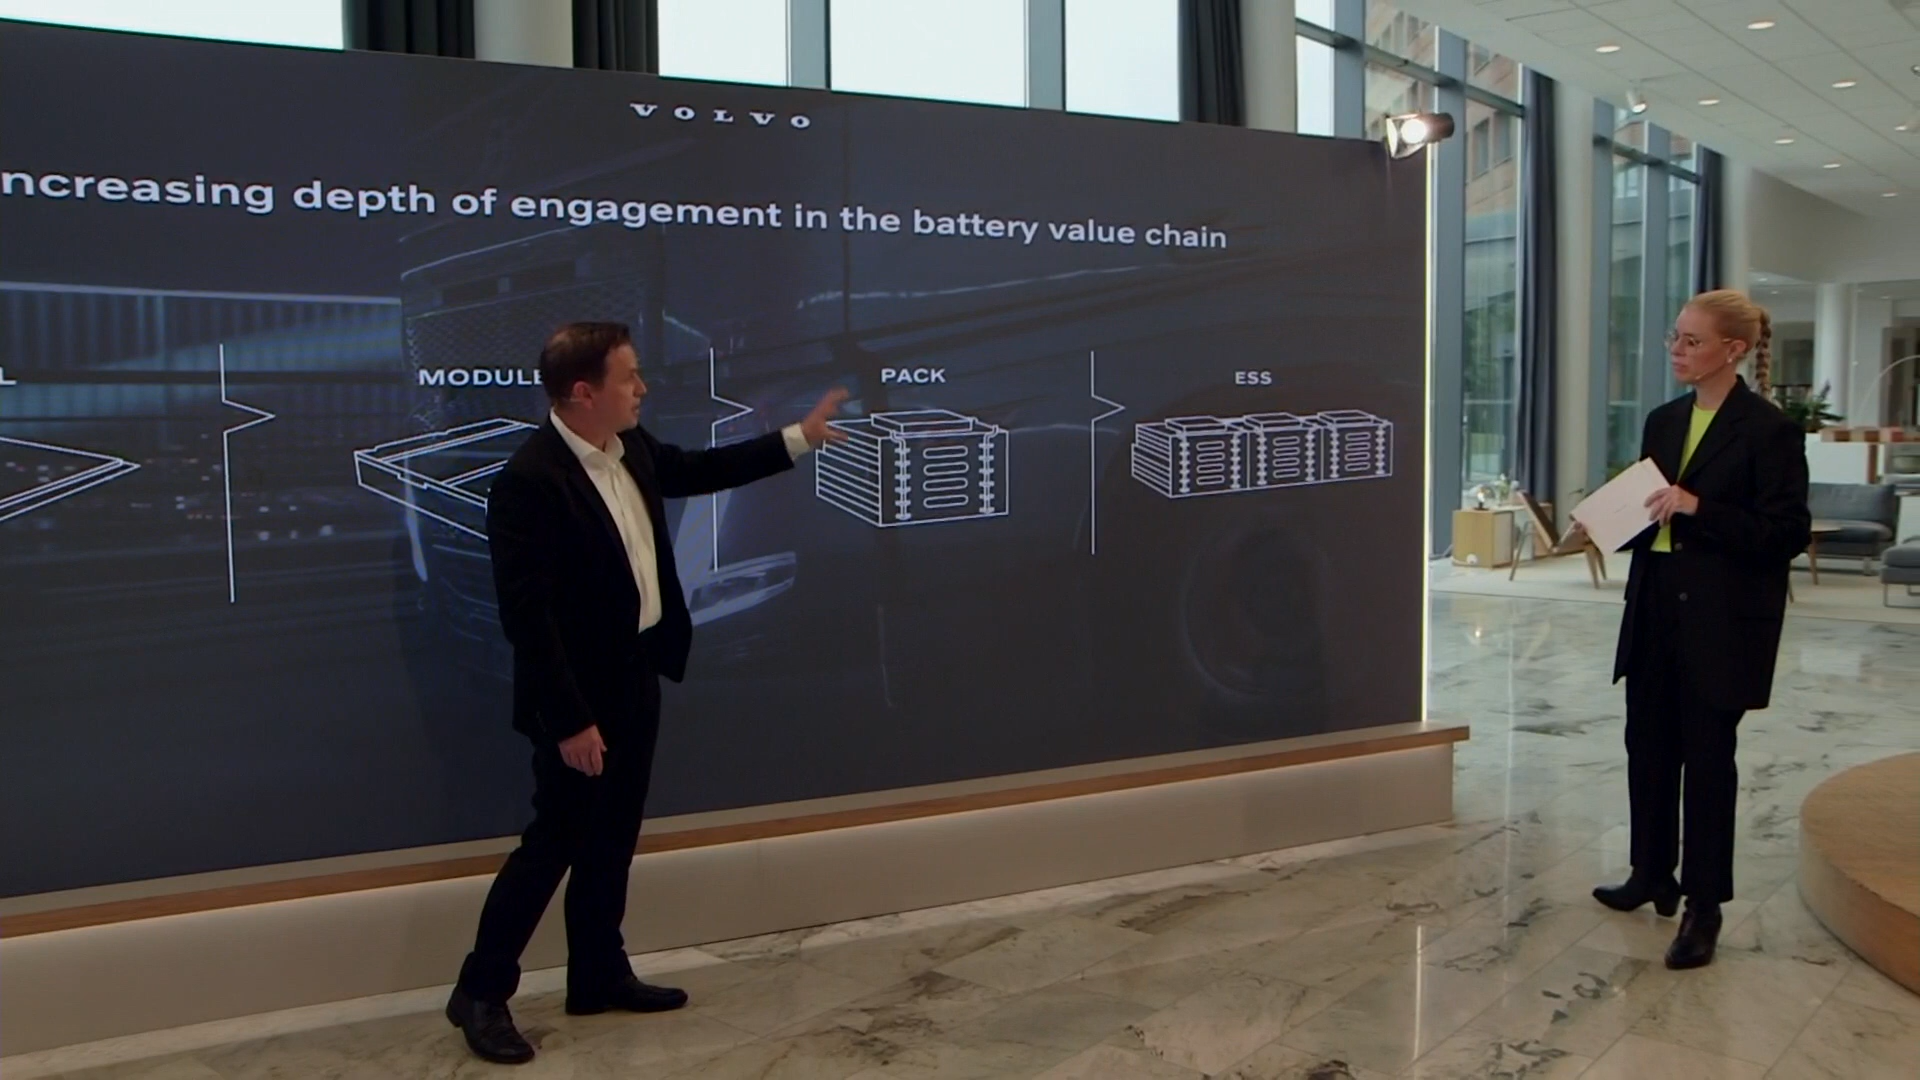 VOLVO
ncreasing depth of engagement in the battery value chain
L
MODULE
PACK
ESS